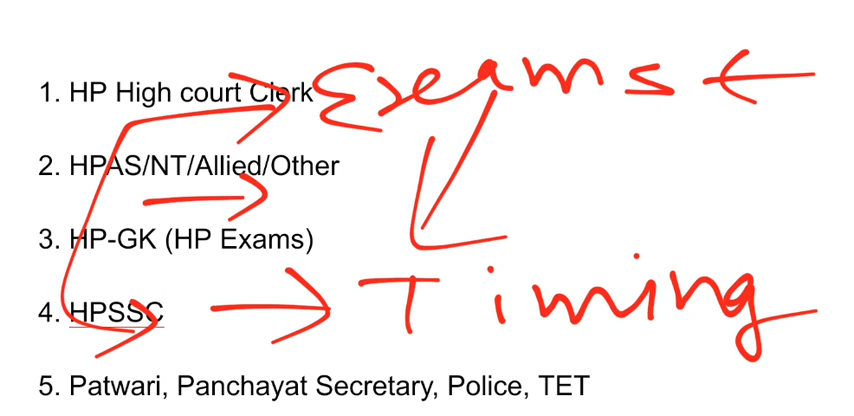 1. HP High court Clerk Exams
2. HPAS/NT/Allied/Other
3. HP-GK (HP Exams)
4. HPSSC Timing
5. Patwari, Panchayat Secretary, Police, TET